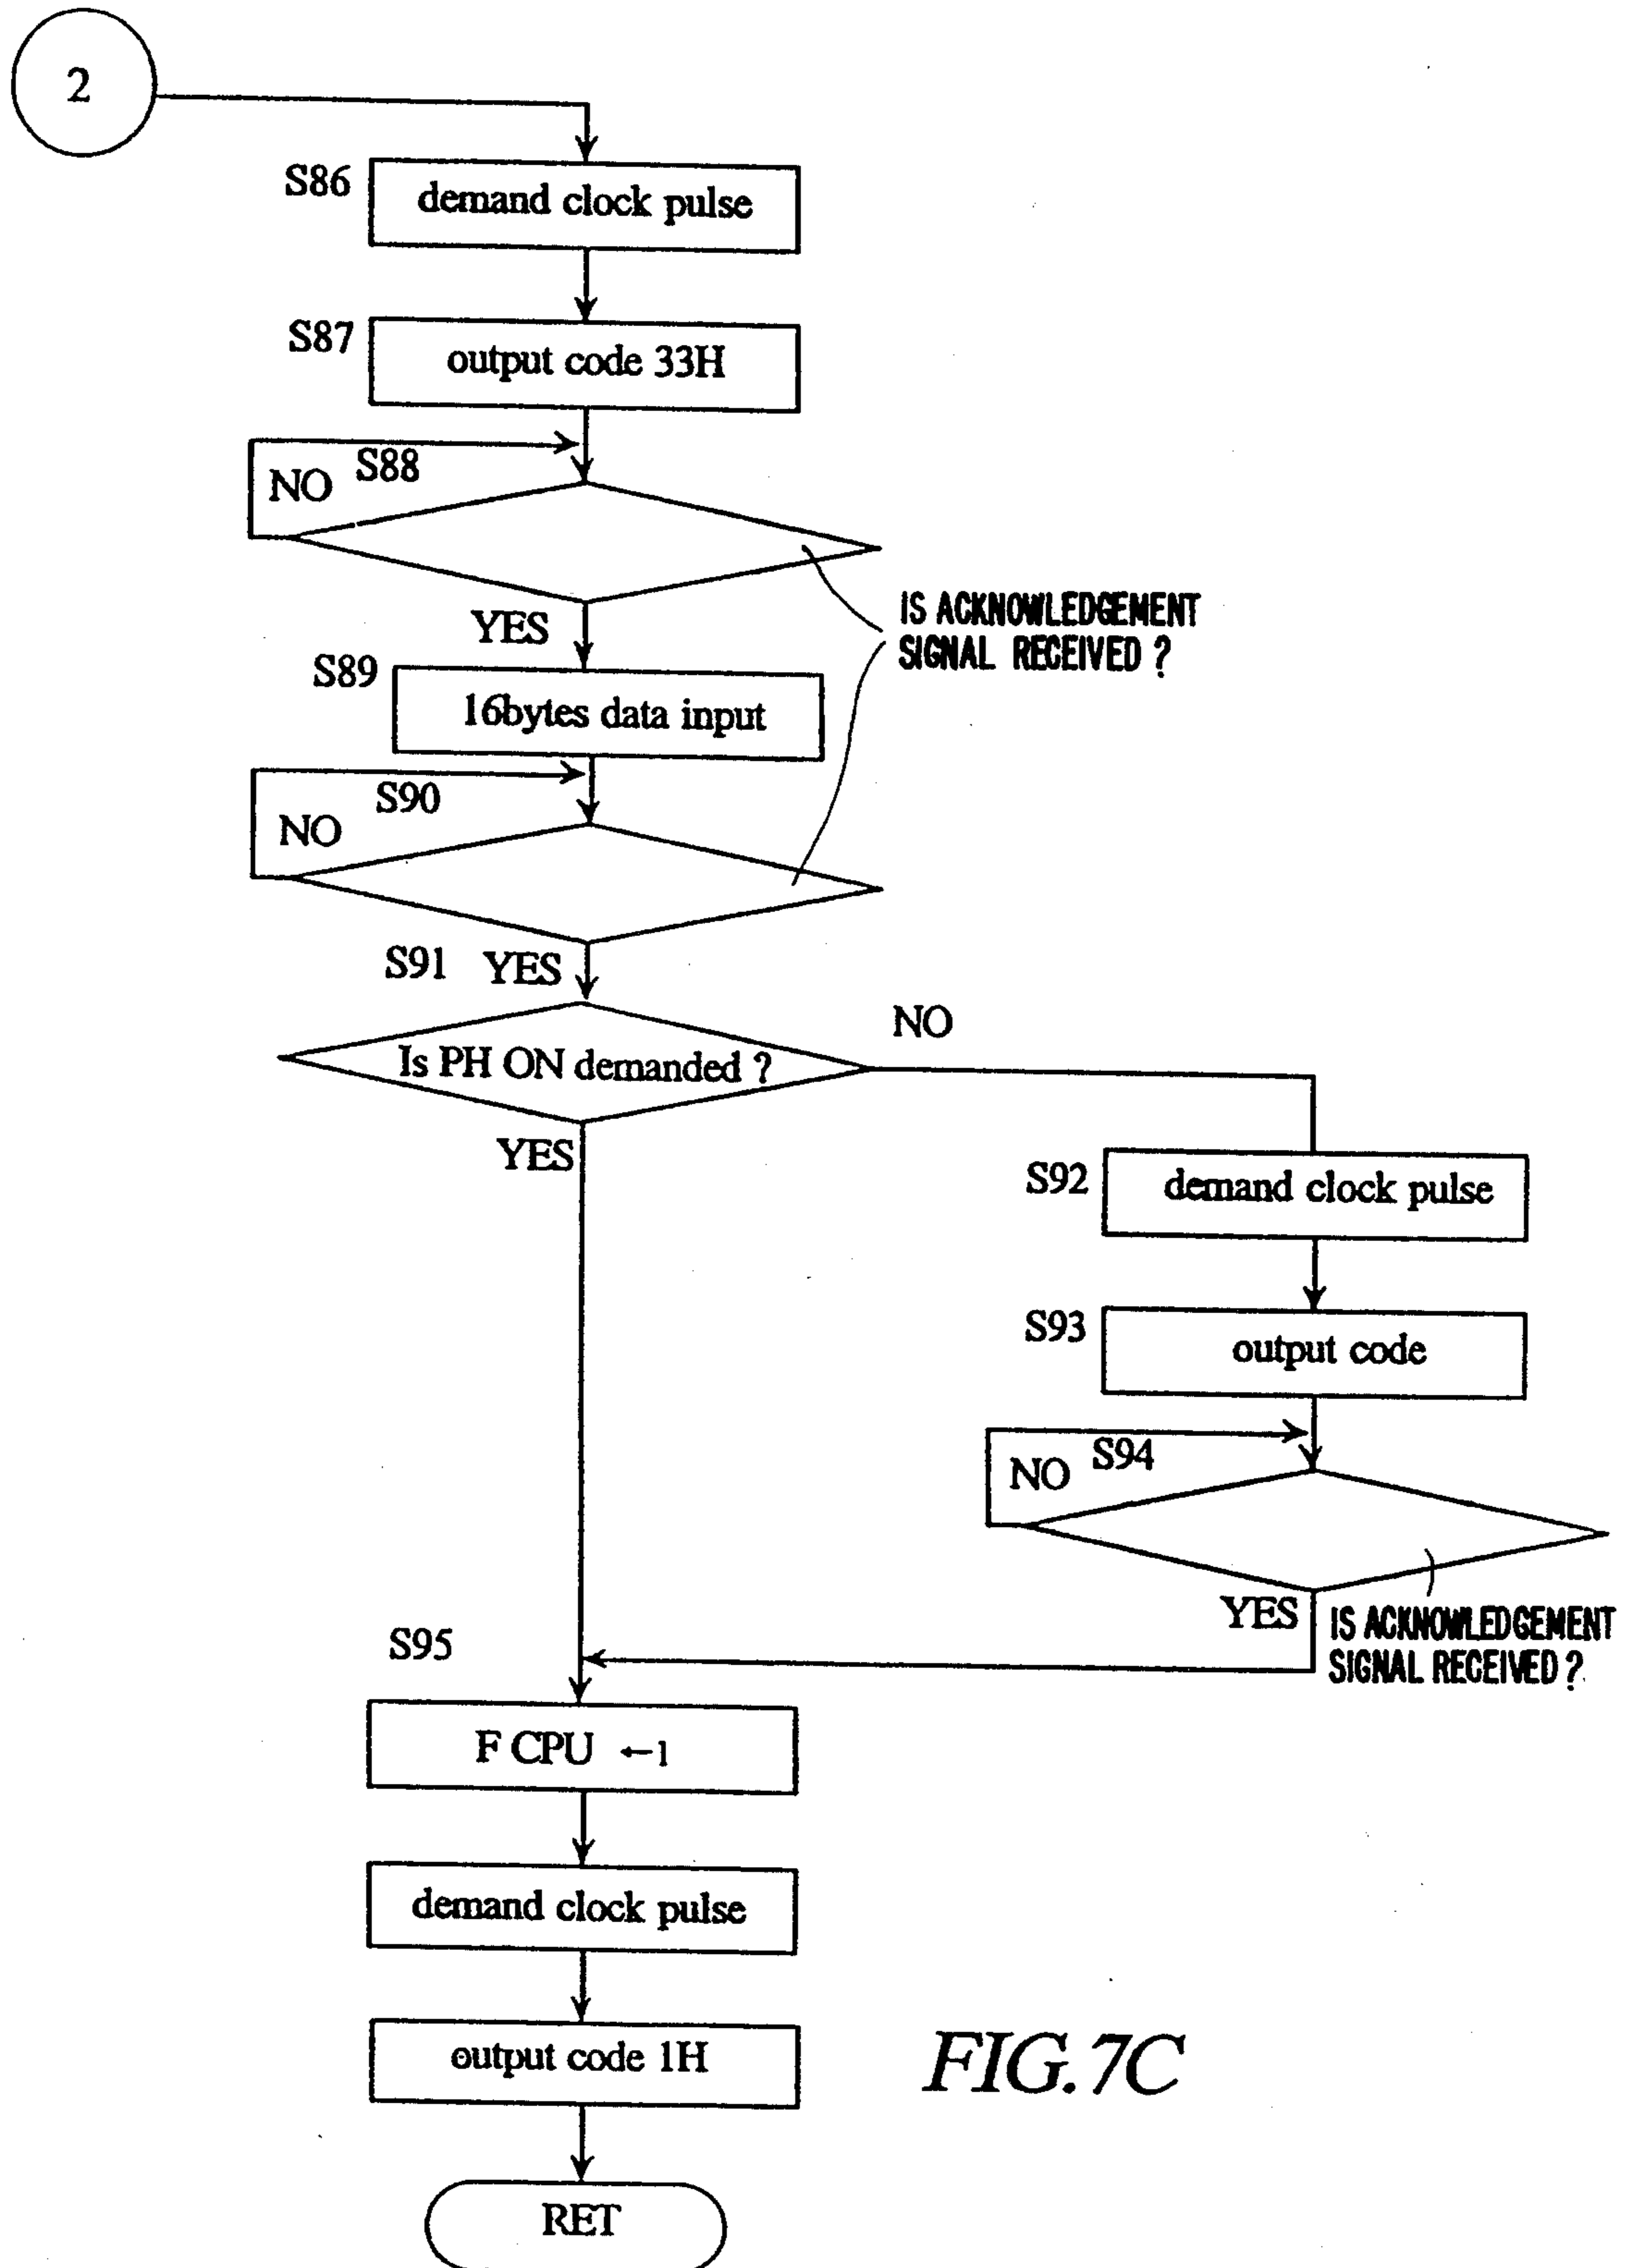 2
S86
demand clock pulse
S87
output code 33H
S88
NO
YES
IS ACKNOWLEDGEMENT
SIGNAL RECEIVED ?
S89
16bytes data input
S90
NO
S91
YES
Is PH ON demanded ?
NO
YES
S92
demand clock pulse
S93
output code
S94
NO
YES
IS ACKNOWLEDGEMENT
SIGNAL RECEIVED ?
S95
F CPU ←1
demand clock pulse
output code 1H
FIG. 7C
RET